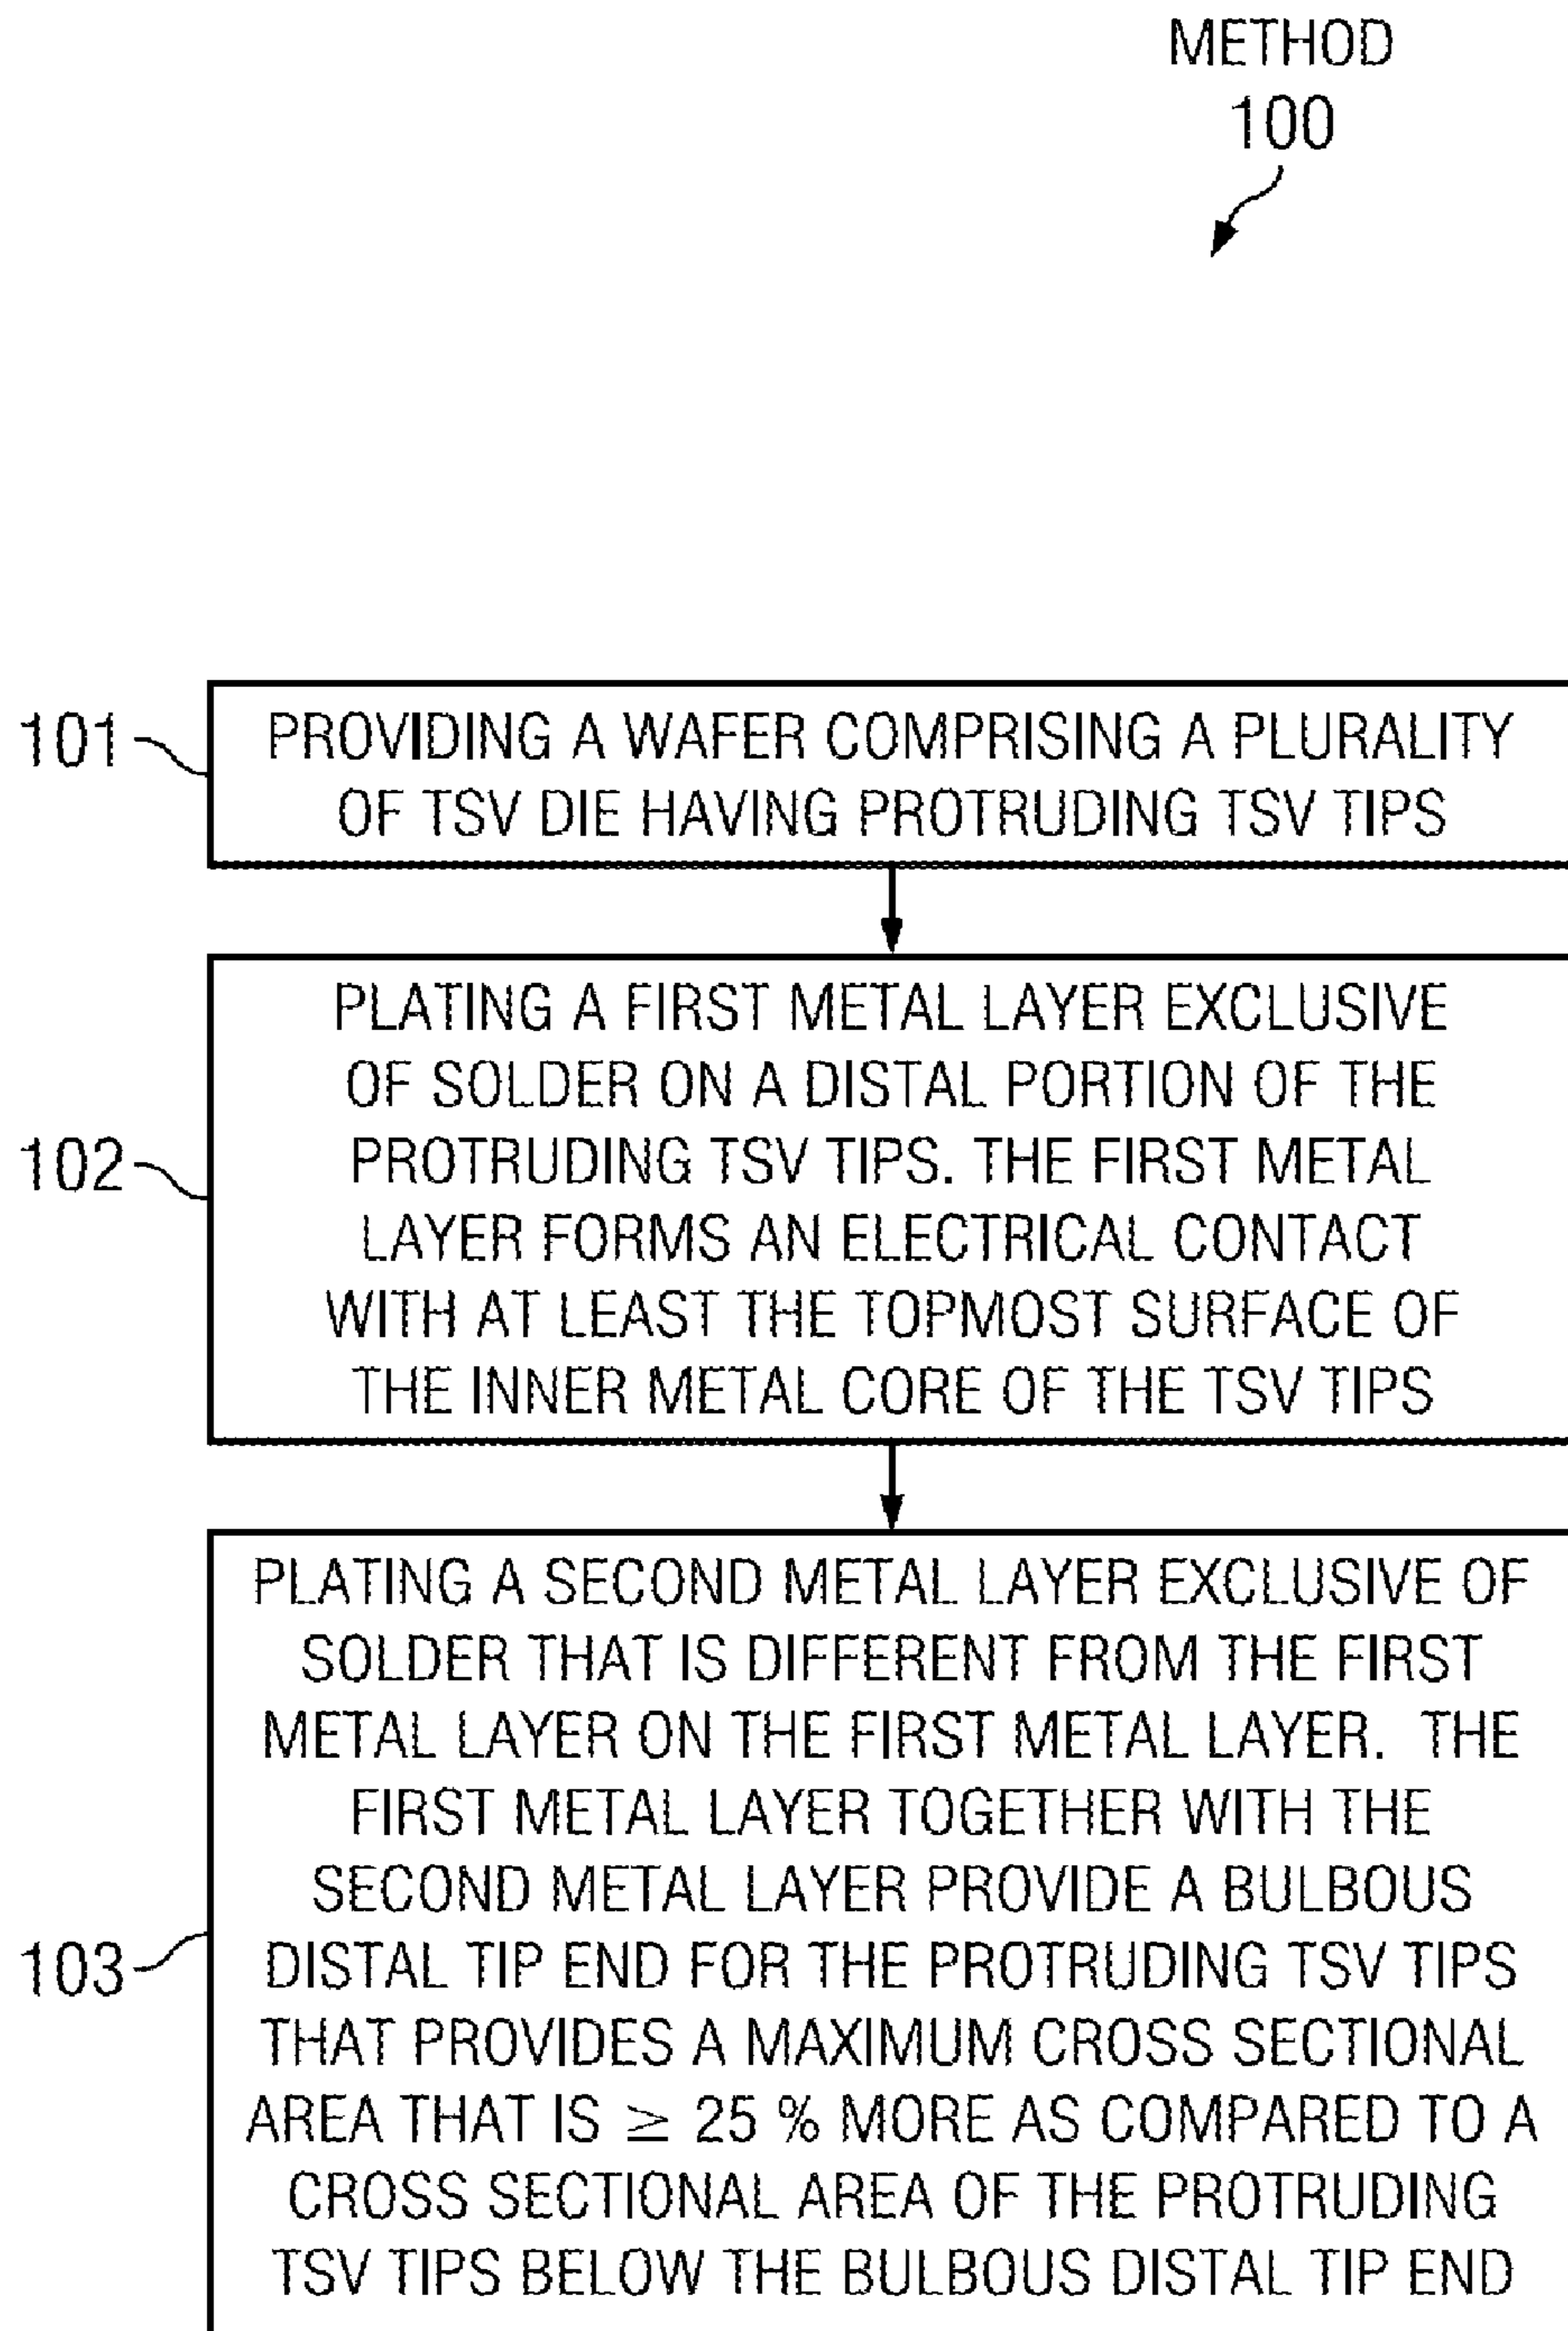 METHOD
100
101
PROVIDING A WAFER COMPRISING A PLURALITY
OF TSV DIE HAVING PROTRUDING TSV TIPS
102
PLATING A FIRST METAL LAYER EXCLUSIVE
OF SOLDER ON A DISTAL PORTION OF THE
PROTRUDING TSV TIPS. THE FIRST METAL
LAYER FORMS AN ELECTRICAL CONTACT
WITH AT LEAST THE TOPMOST SURFACE OF
THE INNER METAL CORE OF THE TSV TIPS
103
PLATING A SECOND METAL LAYER EXCLUSIVE OF
SOLDER THAT IS DIFFERENT FROM THE FIRST
METAL LAYER ON THE FIRST METAL LAYER. THE
FIRST METAL LAYER TOGETHER WITH THE
SECOND METAL LAYER PROVIDE A BULBOUS
DISTAL TIP END FOR THE PROTRUDING TSV TIPS
THAT PROVIDES A MAXIMUM CROSS SECTIONAL
AREA THAT IS ≥ 25 % MORE AS COMPARED TO A
CROSS SECTIONAL AREA OF THE PROTRUDING
TSV TIPS BELOW THE BULBOUS DISTAL TIP END